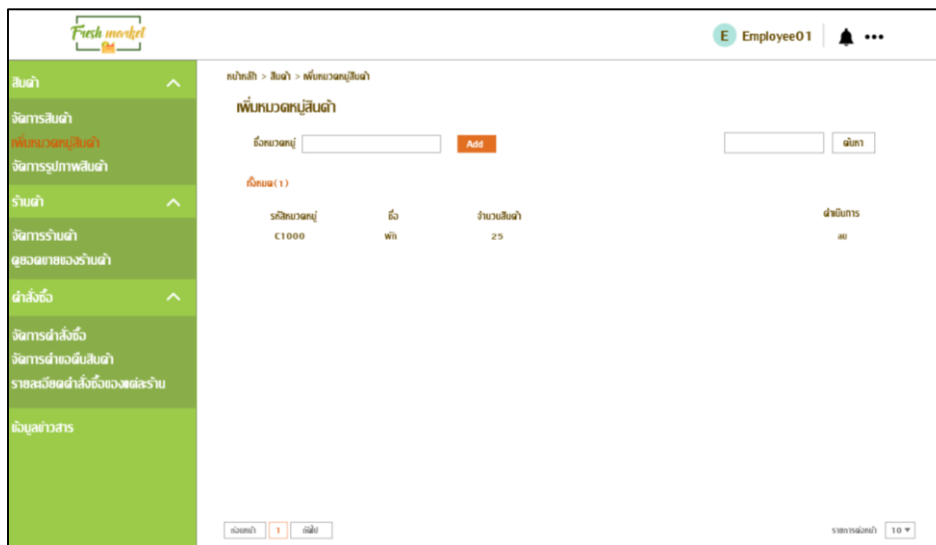 Fresh market
E Employee01
สินค้า
จัดการสินค้า
เพิ่มหมวดหมู่สินค้า
จัดการรูปภาพสินค้า
ร้านค้า
จัดการร้านค้า
ดูยอดขายของร้านค้า
คำสั่งซื้อ
จัดการคำสั่งซื้อ
จัดการคำขอคืนสินค้า
รายละเอียดคำสั่งซื้อของแต่ละร้าน
ข้อมูลข่าวสาร
หน้าหลัก > สินค้า > เพิ่มหมวดหมู่สินค้า
เพิ่มหมวดหมู่สินค้า
ชื่อหมวดหมู่ Add ค้นหา
ทั้งหมด(1)
รหัสหมวดหมู่ ชื่อ จำนวนสินค้า ดำเนินการ
C1000 ผัก 25 ลบ
ก่อนหน้า 1 ถัดไป รายการต่อหน้า 10